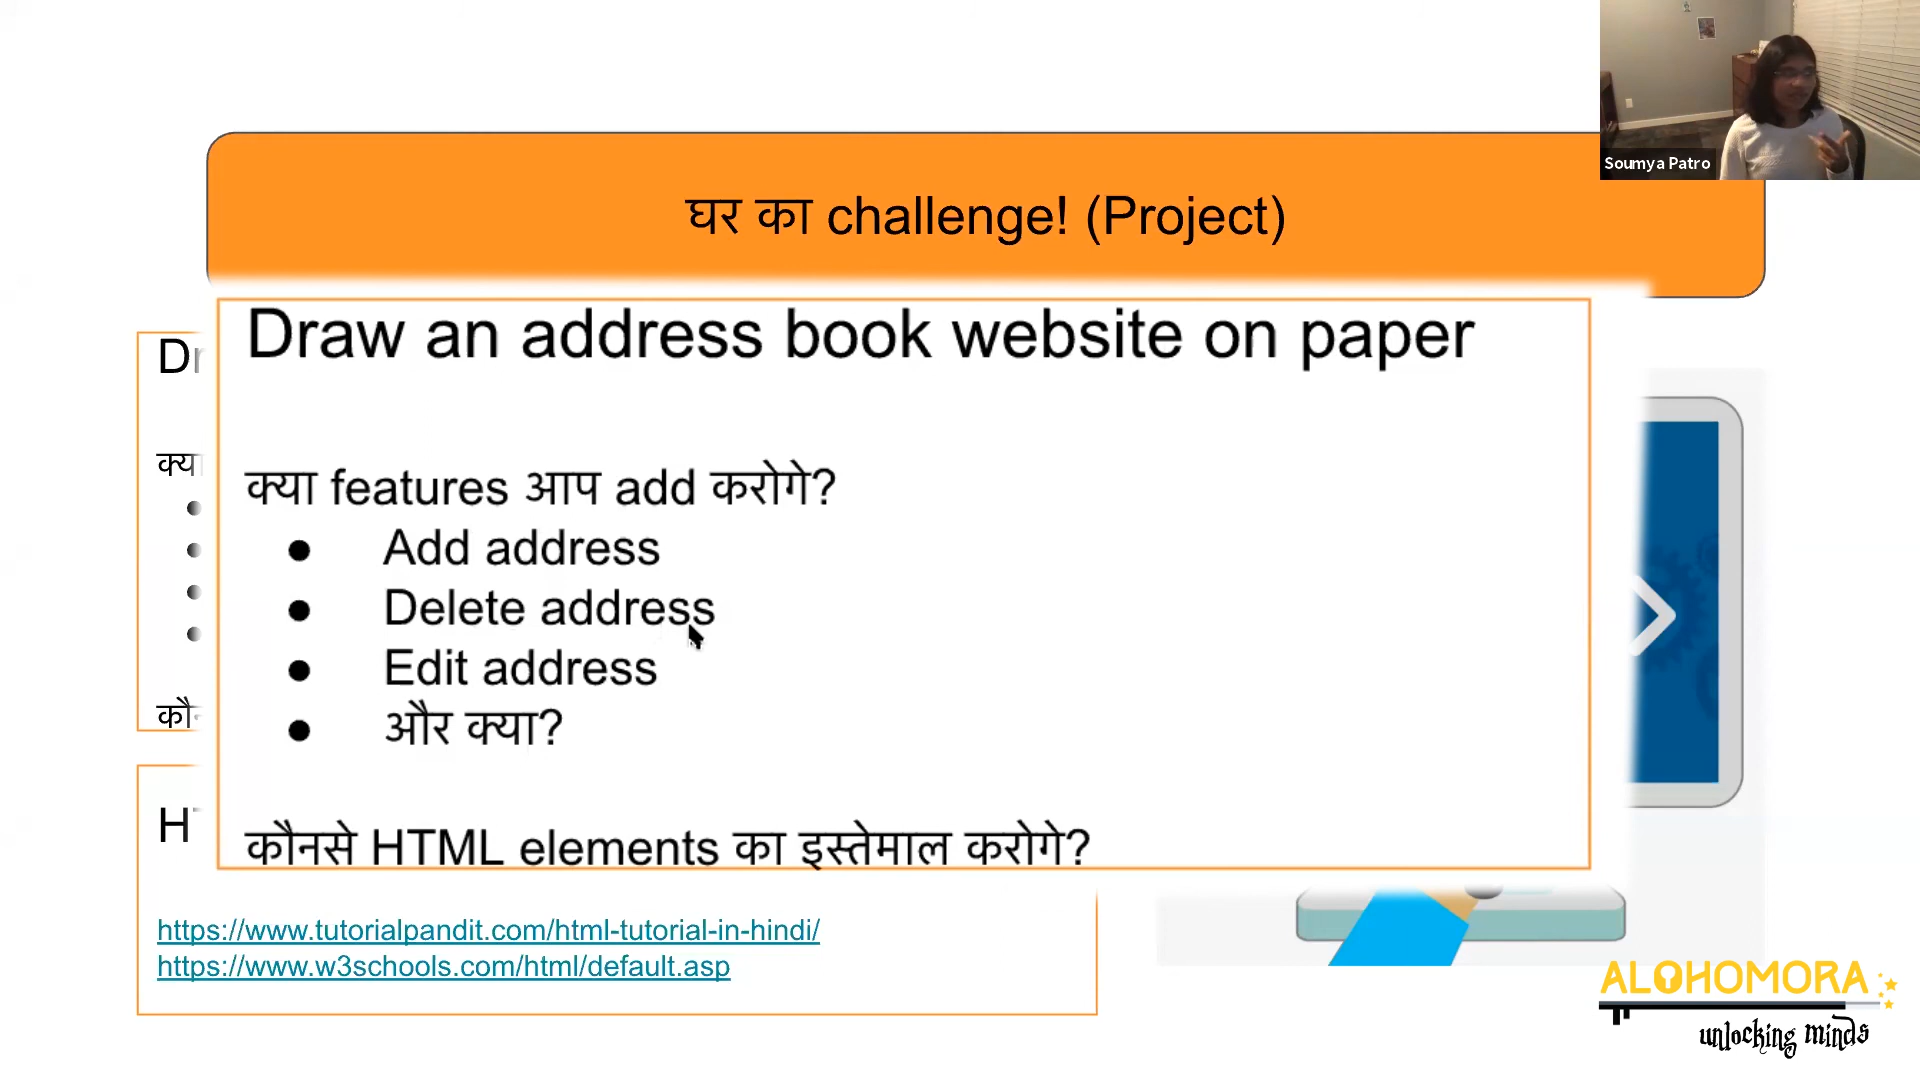 Soumya Patro
घर का challenge! (Project)
Draw an address book website on paper
क्या features आप add करोगे?
● Add address
● Delete address
● Edit address
● और क्या?
कौनसे HTML elements का इस्तेमाल करोगे?
https://www.tutorialpandit.com/html-tutorial-in-hindi/
https://www.w3schools.com/html/default.asp
ALOHOMORA
unlocking minds